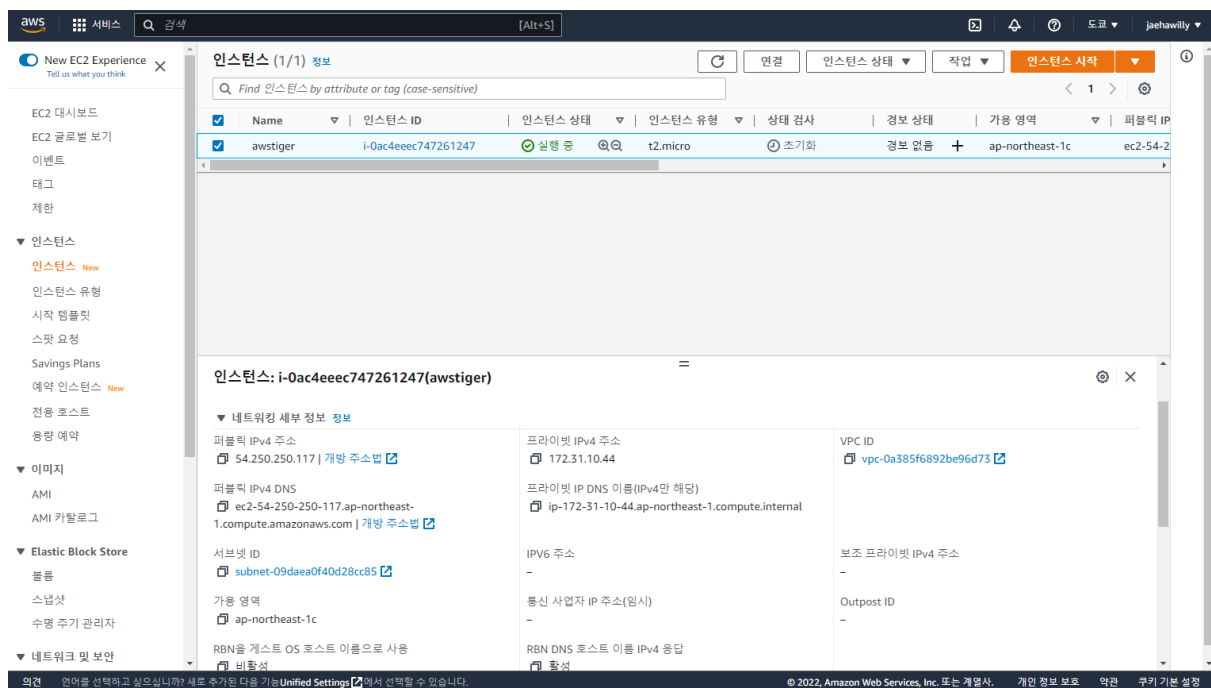 aws 서비스 검색 [Alt+S] 도쿄 ▼ jaehawilly ▼
New EC2 Experience
Tell us what you think
EC2 대시보드
EC2 글로벌 보기
이벤트
태그
제한
▼ 인스턴스
인스턴스 New
인스턴스 유형
시작 템플릿
스팟 요청
Savings Plans
예약 인스턴스 New
전용 호스트
용량 예약
▼ 이미지
AMI
AMI 카탈로그
▼ Elastic Block Store
볼륨
스냅샷
수명 주기 관리자
▼ 네트워크 및 보안
인스턴스 (1/1) 정보 연결 인스턴스 상태 ▼ 작업 ▼ 인스턴스 시작 ▼
Find 인스턴스 by attribute or tag (case-sensitive) < 1 >
Name ▽ | 인스턴스 ID | 인스턴스 상태 ▽ | 인스턴스 유형 ▽ | 상태 검사 | 경보 상태 | 가용 영역 ▽ | 퍼블릭 IP
awstiger i-0ac4eeec747261247 실행 중 t2.micro 초기화 경보 없음 + ap-northeast-1c ec2-54-2
인스턴스: i-0ac4eeec747261247(awstiger)
▼ 네트워킹 세부 정보 정보
퍼블릭 IPv4 주소 프라이빗 IPv4 주소 VPC ID
54.250.250.117 | 개방 주소법 172.31.10.44 vpc-0a385f6892be96d73
퍼블릭 IPv4 DNS 프라이빗 IP DNS 이름(IPv4만 해당)
ec2-54-250-250-117.ap-northeast- ip-172-31-10-44.ap-northeast-1.compute.internal
1.compute.amazonaws.com | 개방 주소법
서브넷 ID IPV6 주소 보조 프라이빗 IPv4 주소
subnet-09daea0f40d28cc85 – –
가용 영역 통신 사업자 IP 주소(임시) Outpost ID
ap-northeast-1c – –
RBN을 게스트 OS 호스트 이름으로 사용 RBN DNS 호스트 이름 IPv4 응답
비활성 활성
의견 언어를 선택하고 싶으십니까? 새로 추가된 다음 기능Unified Settings에서 선택할 수 있습니다. © 2022, Amazon Web Services, Inc. 또는 계열사. 개인 정보 보호 약관 쿠키 기본 설정